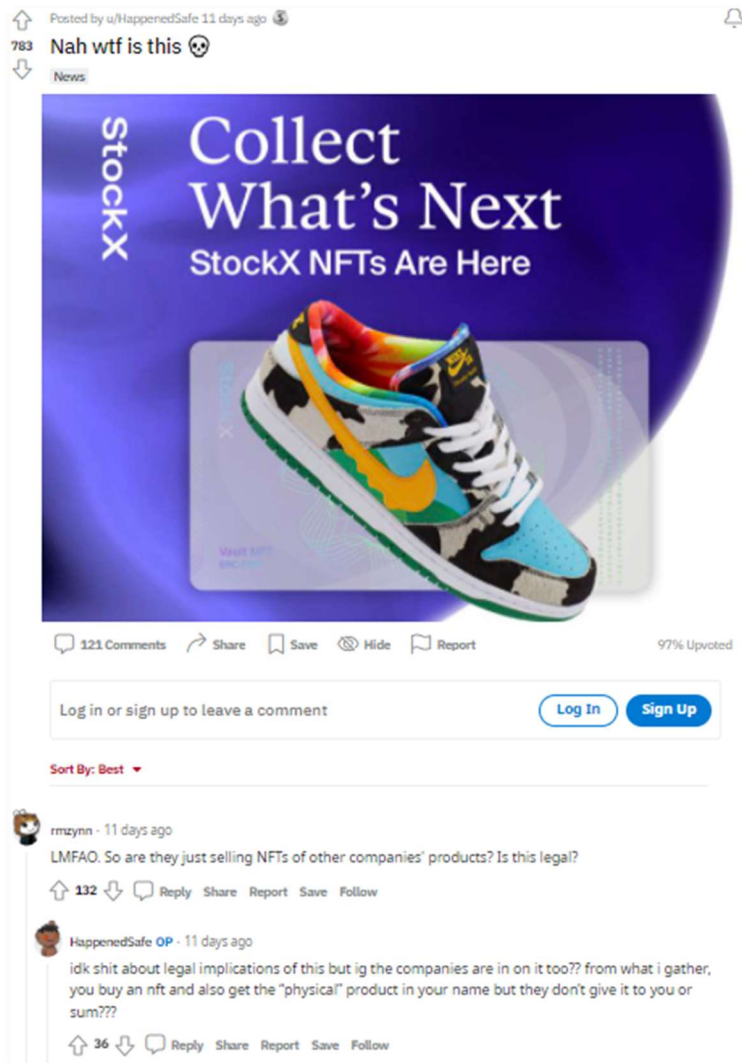 Posted by u/HappenedSafe 11 days ago
783
Nah wtf is this 💀
News
StockX
Collect
What's Next
StockX NFTs Are Here
NIKE
StockX
Vault NFT
121 Comments
Share
Save
Hide
Report
97% Upvoted
Log in or sign up to leave a comment
Log In
Sign Up
Sort By: Best
rmzynn · 11 days ago
LMFAO. So are they just selling NFTs of other companies' products? Is this legal?
132
Reply
Share
Report
Save
Follow
HappenedSafe OP · 11 days ago
idk shit about legal implications of this but ig the companies are in on it too?? from what i gather,
you buy an nft and also get the "physical" product in your name but they don't give it to you or
sum???
36
Reply
Share
Report
Save
Follow